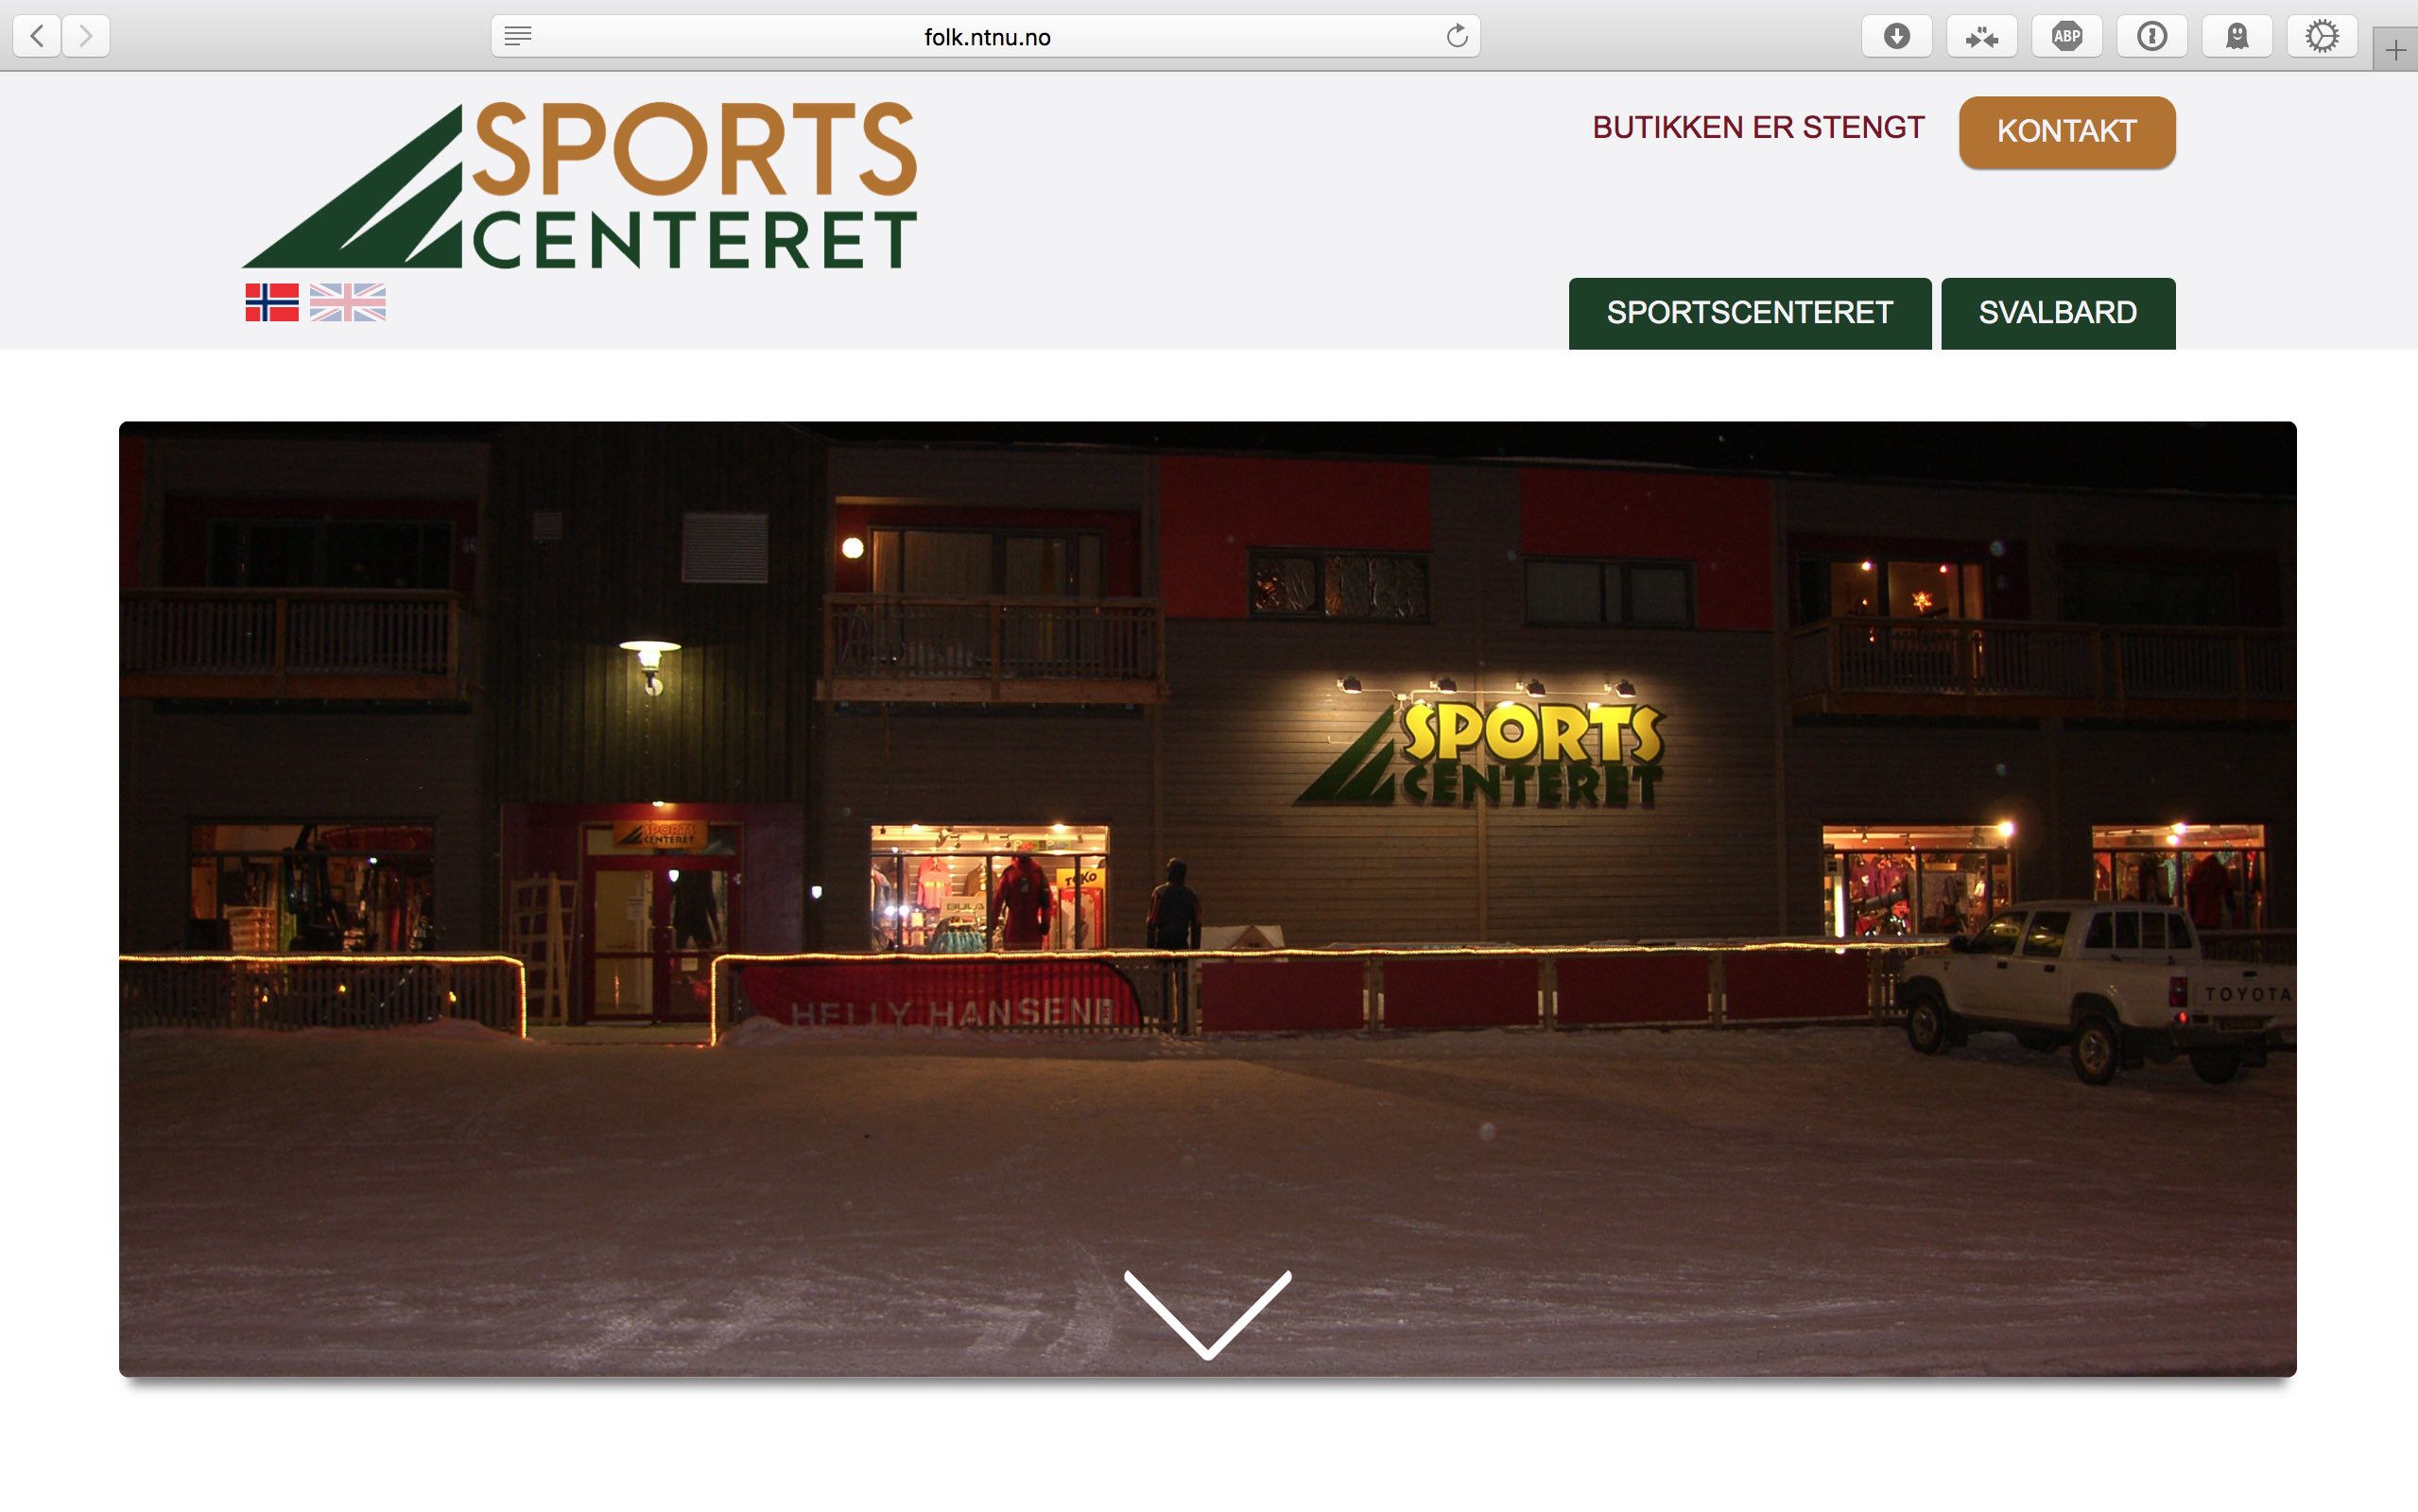 folk.ntnu.no
ABP
SPORTS
CENTERET
BUTIKKEN ER STENGT
KONTAKT
SPORTSCENTERET
SVALBARD
SPORTS
CENTERET
SPORTS
CENTERET
TOKO
BULA
HELLY HANSEN
TOYOTA